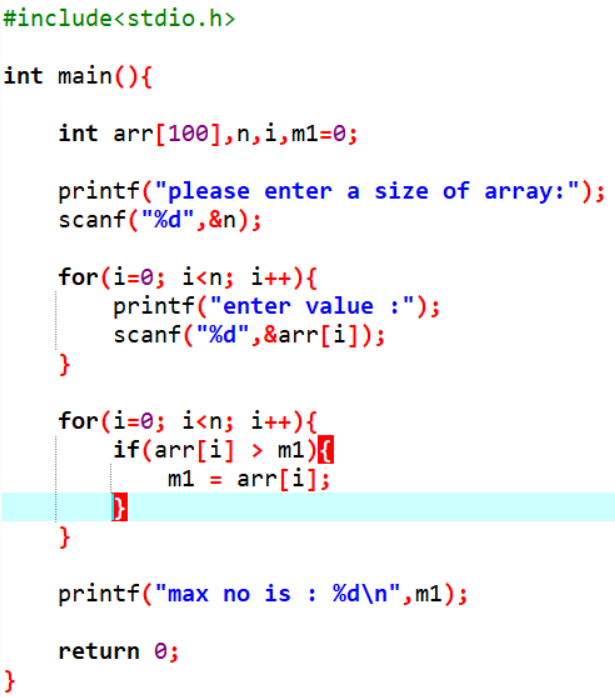 #include<stdio.h>
int main(){
    int arr[100],n,i,m1=0;
    printf("please enter a size of array:");
    scanf("%d",&n);
    for(i=0; i<n; i++){
        printf("enter value :");
        scanf("%d",&arr[i]);
    }
    for(i=0; i<n; i++){
        if(arr[i] > m1){
            m1 = arr[i];
        }
    }
    printf("max no is : %d\n",m1);
    return 0;
}